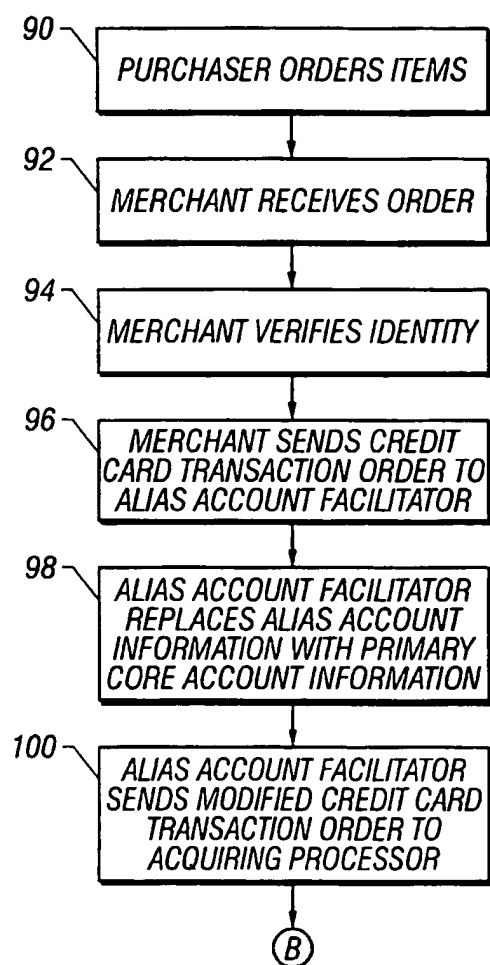 90
PURCHASER ORDERS ITEMS
92
MERCHANT RECEIVES ORDER
94
MERCHANT VERIFIES IDENTITY
96
MERCHANT SENDS CREDIT
CARD TRANSACTION ORDER TO
ALIAS ACCOUNT FACILITATOR
98
ALIAS ACCOUNT FACILITATOR
REPLACES ALIAS ACCOUNT
INFORMATION WITH PRIMARY
CORE ACCOUNT INFORMATION
100
ALIAS ACCOUNT FACILITATOR
SENDS MODIFIED CREDIT CARD
TRANSACTION ORDER TO
ACQUIRING PROCESSOR
B